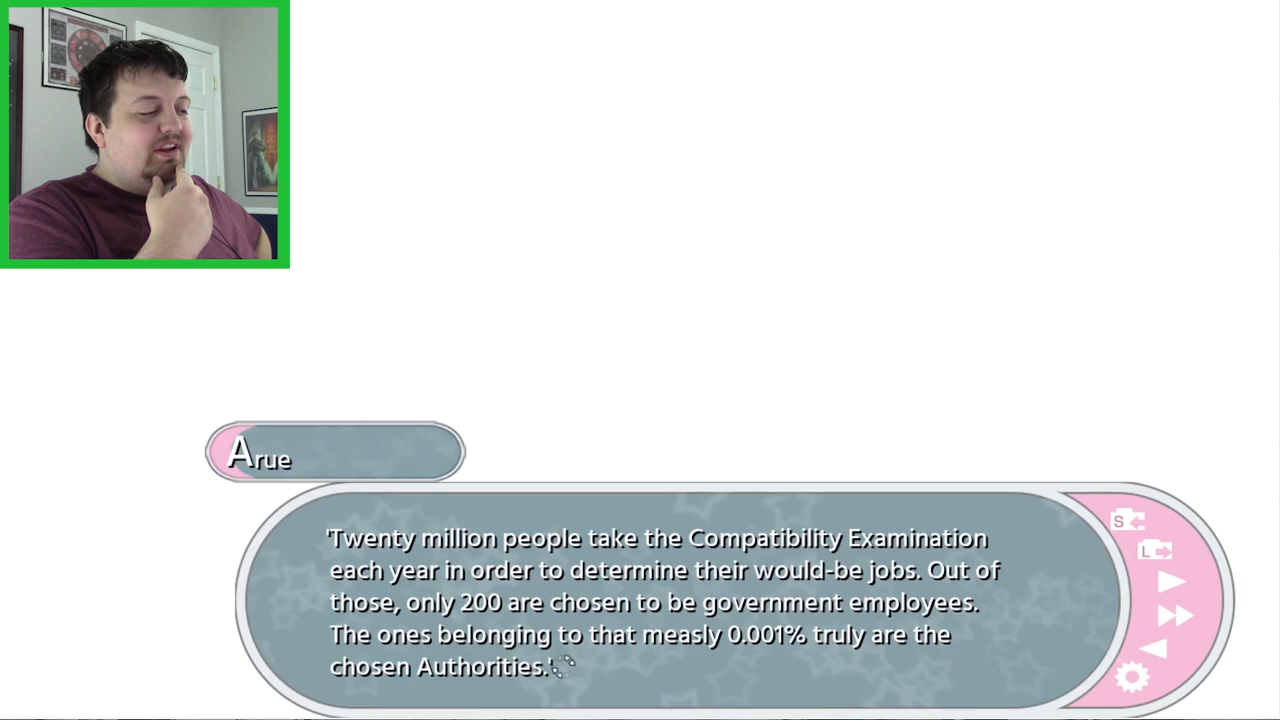 Arue
'Twenty million people take the Compatibility Examination
each year in order to determine their would-be jobs. Out of
those, only 200 are chosen to be government employees.
The ones belonging to that measly 0.001% truly are the
chosen Authorities.'
S
L